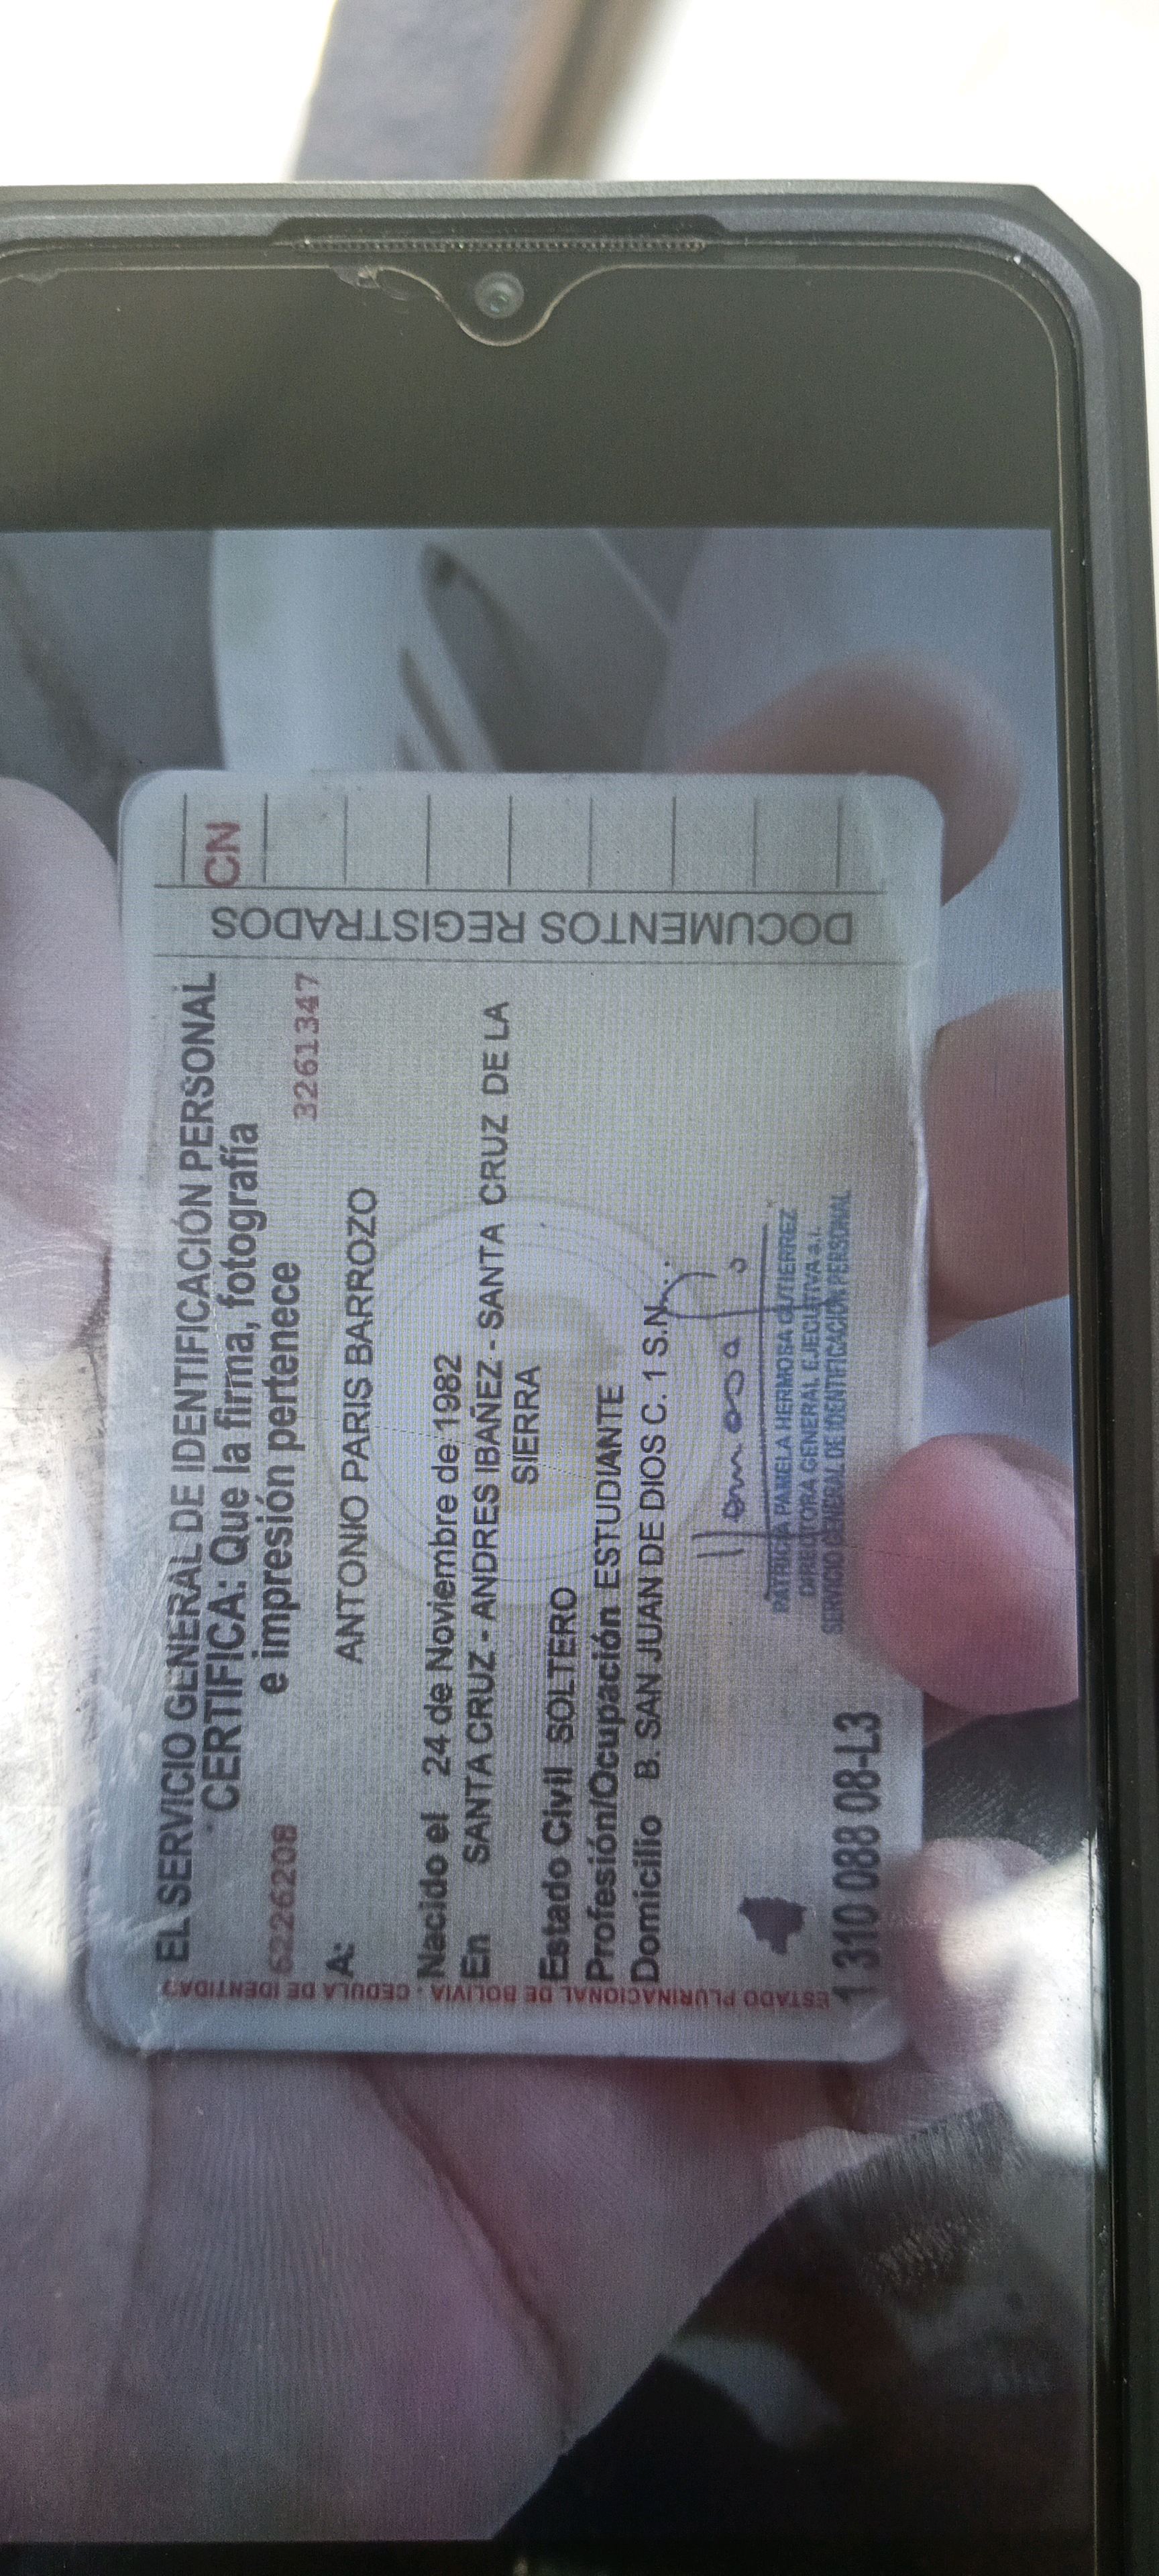 EL SERVICIO GENERAL DE IDENTIFICACIÓN PERSONAL
CERTIFICA: Que la firma, fotografía
e impresión pertenece
6226208 3261347
A: ANTONIO PARIS BARROZO
Nacido el 24 de Noviembre de 1982
En SANTA CRUZ - ANDRES IBAÑEZ - SANTA CRUZ DE LA
SIERRA
Estado Civil SOLTERO
Profesión/Ocupación ESTUDIANTE
Domicilio B. SAN JUAN DE DIOS C. 1 S.N.
PATRICIA PAMELA HERMOSA GUTIERREZ
DIRECTORA GENERAL EJECUTIVA a.i.
SERVICIO GENERAL DE IDENTIFICACIÓN PERSONAL
1 310 088 08-L3
ESTADO PLURINACIONAL DE BOLIVIA - CEDULA DE IDENTIDAD
DOCUMENTOS REGISTRADOS
CN